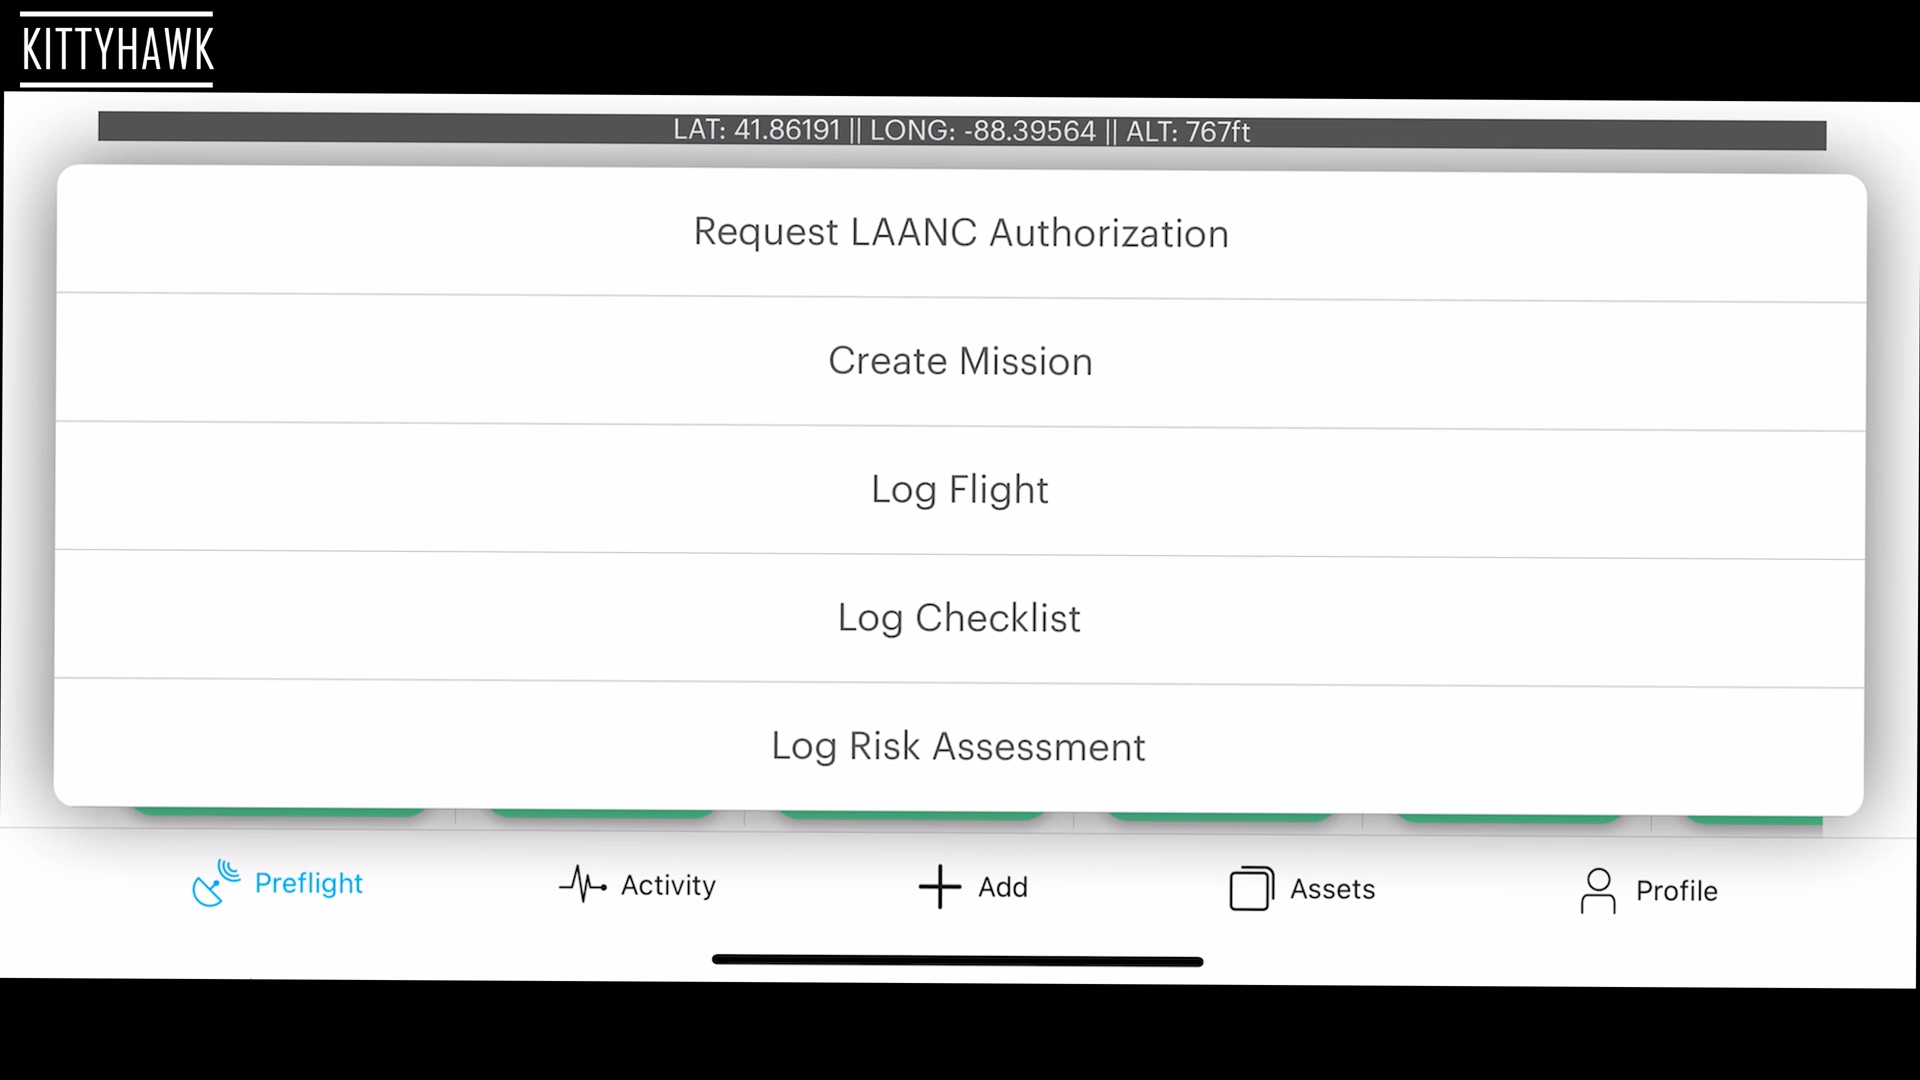 KITTYHAWK
LAT: 41.86191 || LONG: -88.39564 || ALT: 767ft
Request LAANC Authorization
Create Mission
Log Flight
Log Checklist
Log Risk Assessment
Preflight
Activity
Add
Assets
Profile